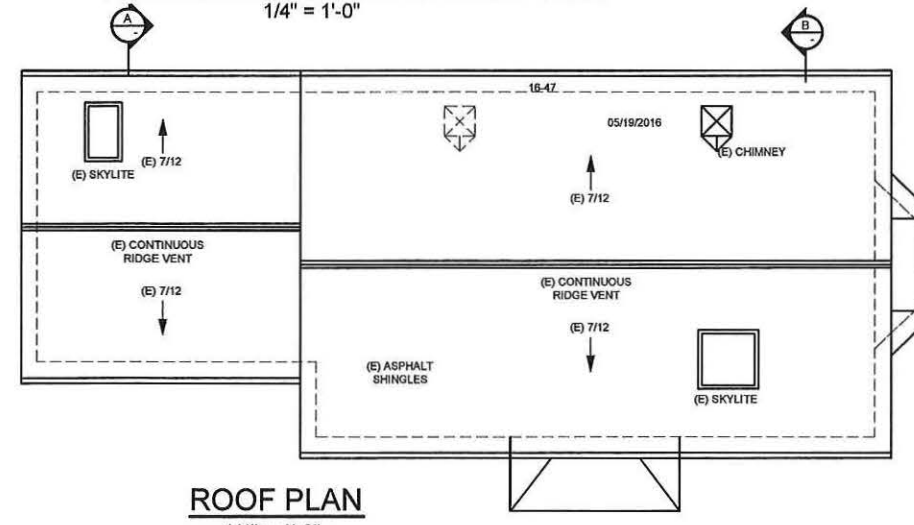 1/4" = 1'-0"
A
-
B
-
16-47
05/19/2016
(E) SKYLITE
(E) 7/12
(E) CHIMNEY
(E) 7/12
(E) CONTINUOUS
RIDGE VENT
(E) 7/12
(E) CONTINUOUS
RIDGE VENT
(E) 7/12
(E) ASPHALT
SHINGLES
(E) SKYLITE
ROOF PLAN